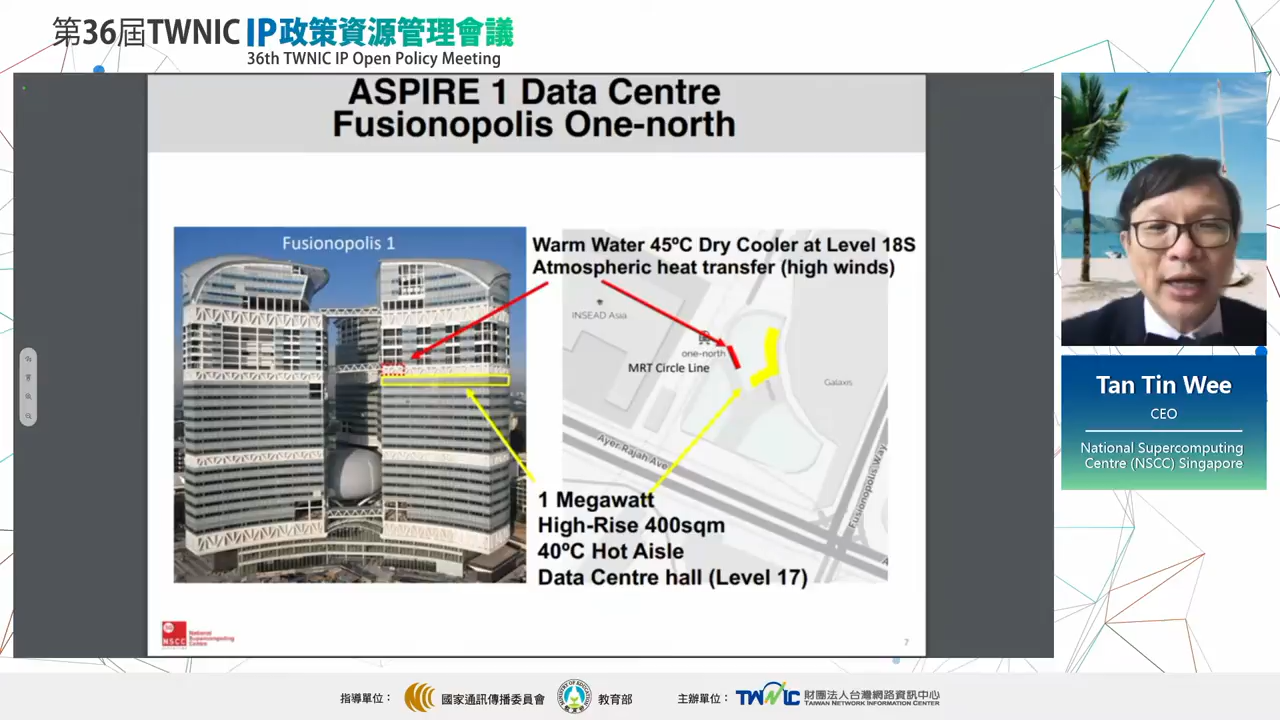 第36屆TWNIC IP政策資源管理會議
36th TWNIC IP Open Policy Meeting
ASPIRE 1 Data Centre
Fusionopolis One-north
Fusionopolis 1
Warm Water 45ºC Dry Cooler at Level 18S
Atmospheric heat transfer (high winds)
INSEAD Asia
one-north
MRT Circle Line
Galaxis
Ayer-Rajah Ave
Fusionopolis Way
1 Megawatt
High-Rise 400sqm
40ºC Hot Aisle
Data Centre hall (Level 17)
NSCC
National
Supercomputing
Centre
7
Tan Tin Wee
CEO
National Supercomputing
Centre (NSCC) Singapore
指導單位：
國家通訊傳播委員會
教育部
主辦單位：
TWNIC
財團法人台灣網路資訊中心
TAIWAN NETWORK INFORMATION CENTER